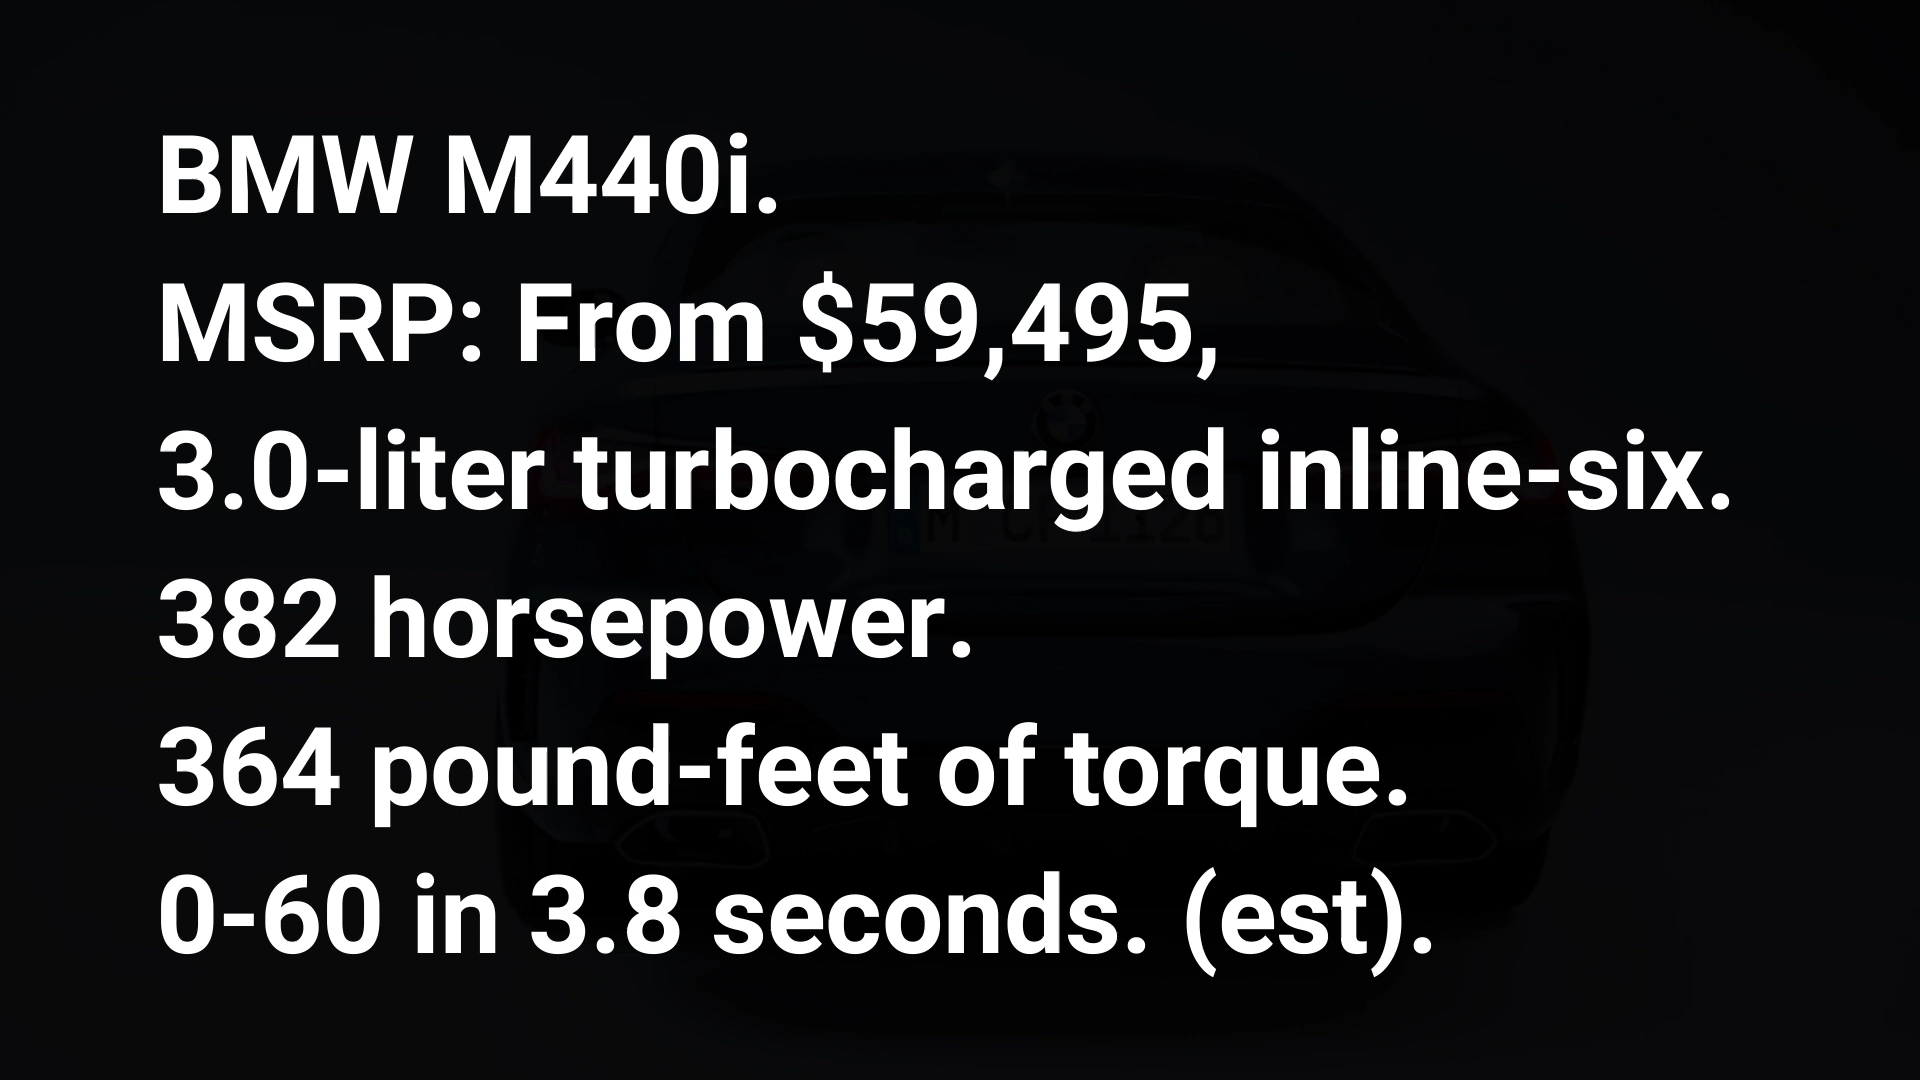 BMW M440i.
MSRP: From $59,495,
3.0-liter turbocharged inline-six.
382 horsepower.
364 pound-feet of torque.
0-60 in 3.8 seconds. (est).